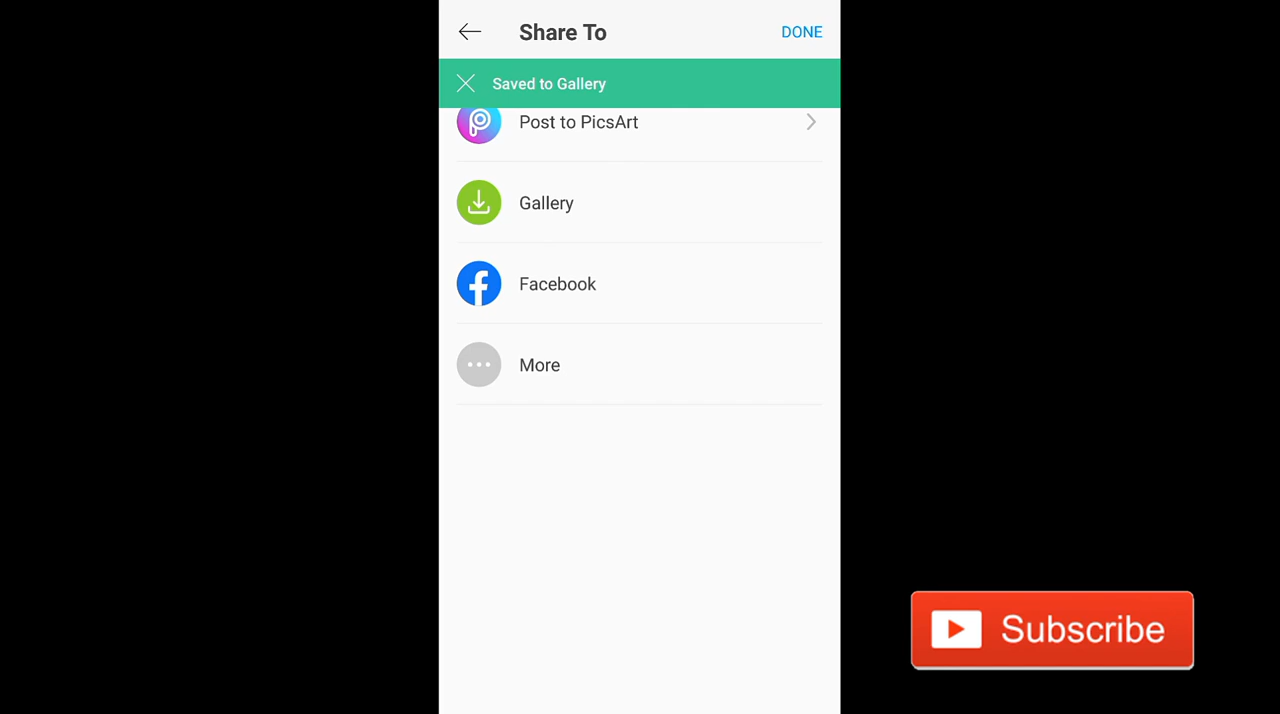 Share To
DONE
Saved to Gallery
Post to PicsArt
Gallery
Facebook
More
Subscribe